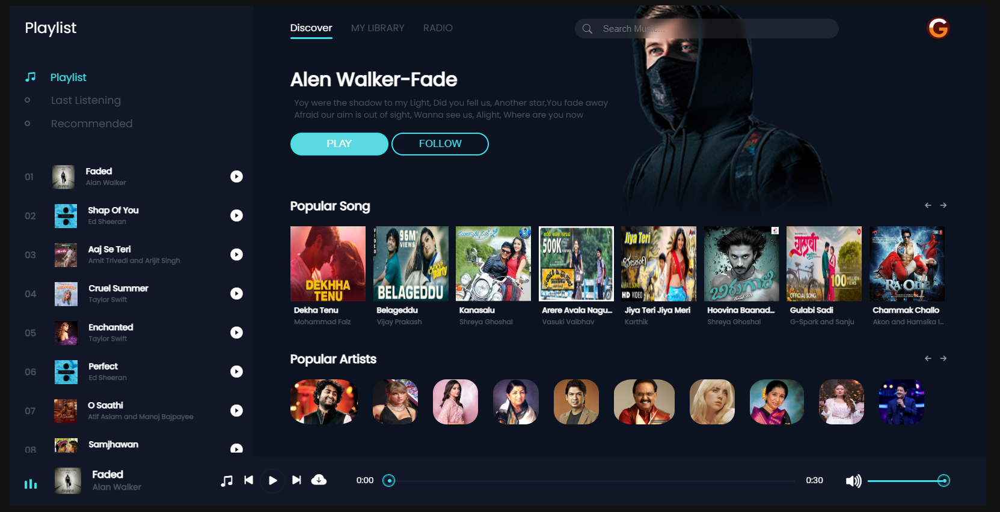 Playlist
Discover MY LIBRARY RADIO
Search Music...
G
Playlist
Last Listening
Recommended
Alen Walker-Fade
Yoy were the shadow to my Light, Did you fell us, Another star,You fade away
Afraid our aim is out of sight, Wanna see us, Alight, Where are you now
PLAY FOLLOW
01 Faded
Alan Walker
02 Shap Of You
Ed Sheeran
03 Aaj Se Teri
Amit Trivedi and Arijit Singh
04 Cruel Summer
Taylor Swift
05 Enchanted
Taylor Swift
06 Perfect
Ed Sheeran
07 O Saathi
Atif Aslam and Manoj Bajpayee
08 Samjhawan
Popular Song
DEKHHA
TENU
VIDEO
96M+
VIEWS
party
BELAGEDDU
500K
Jiya Teri
FULL SONG
HD VIDEO
ಬಿರುಗಾಳಿ
गुलाबी
100 MILLION
VIEWS
OFFICIAL SONG
RA.ONE
Dekha Tenu
Mohammad Faiz
Belageddu
Vijay Prakash
Kanasalu
Shreya Ghoshal
Arere Avala Nagu...
Vasuki Vaibhav
Jiya Teri Jiya Meri
Karthik
Hoovina Baanad...
Shreya Ghoshal
Gulabi Sadi
G-Spark and Sanju
Chammak Challo
Akon and Hamsika I...
Popular Artists
Faded
Alan Walker
0:00
0:30